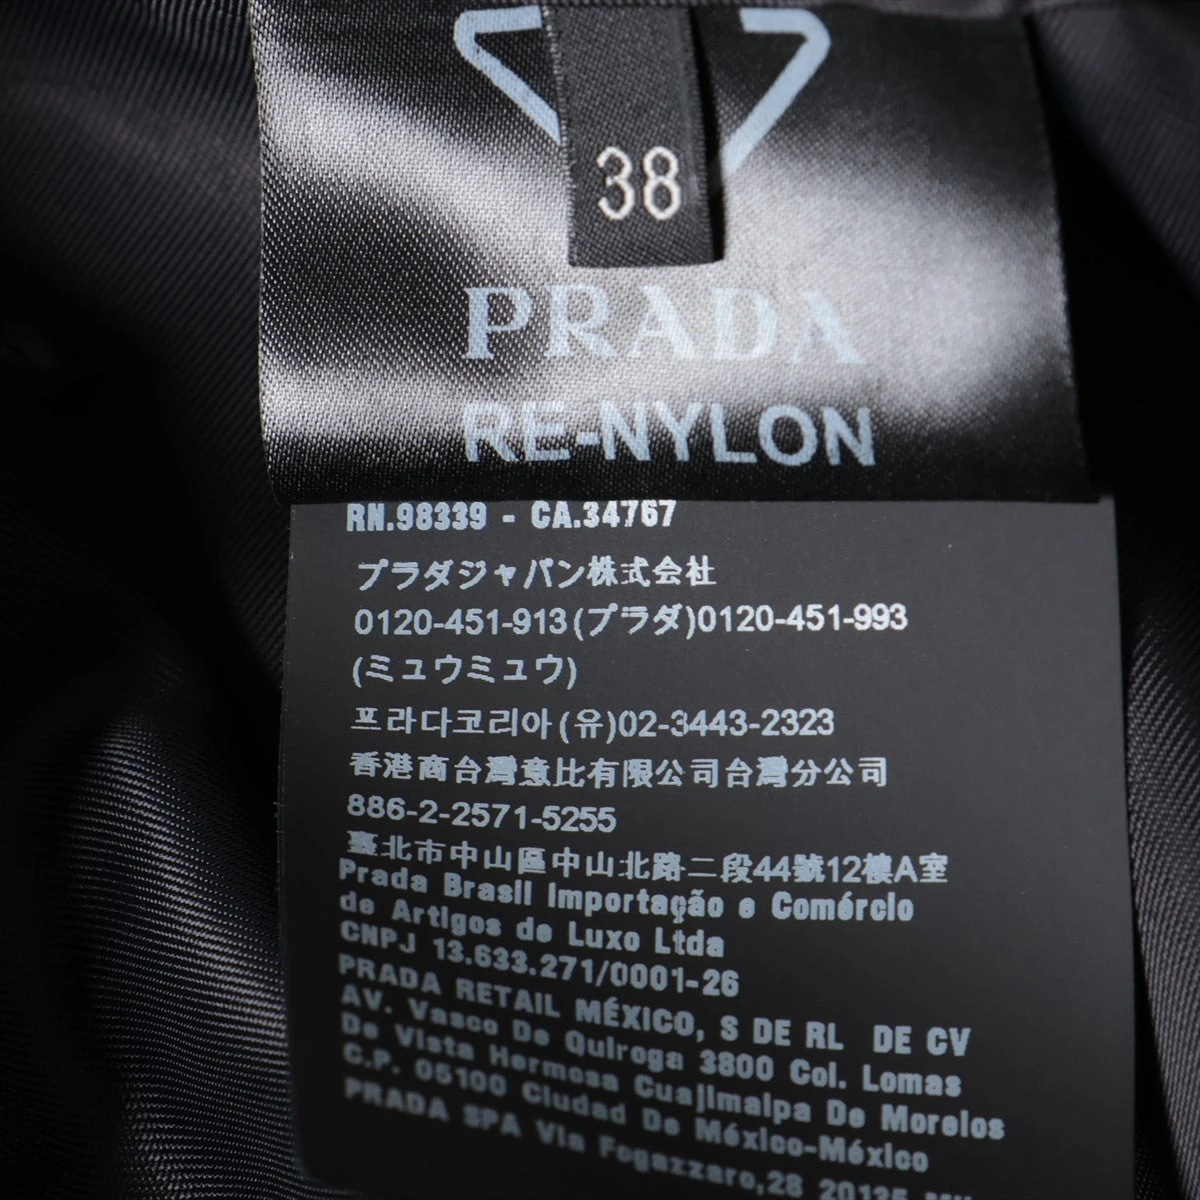 38
PRADA
RE-NYLON
RN.98339 - CA.34767
プラダジャパン株式会社
0120-451-913(プラダ)0120-451-993
(ミュウミュウ)
프라다코리아(유)02-3443-2323
香港商台灣意比有限公司台灣分公司
886-2-2571-5255
臺北市中山區中山北路二段44號12樓A室
Prada Brasil Importação e Comércio
de Artigos de Luxo Ltda
CNPJ 13.633.271/0001-26
PRADA RETAIL MÉXICO, S DE RL DE CV
AV. Vasco De Quiroga 3800 Col. Lomas
De Vista Hermosa Cuajimalpa De Morelos
C.P. 05100 Ciudad De México-México
PRADA SPA Via Fogazzaro,28 20135